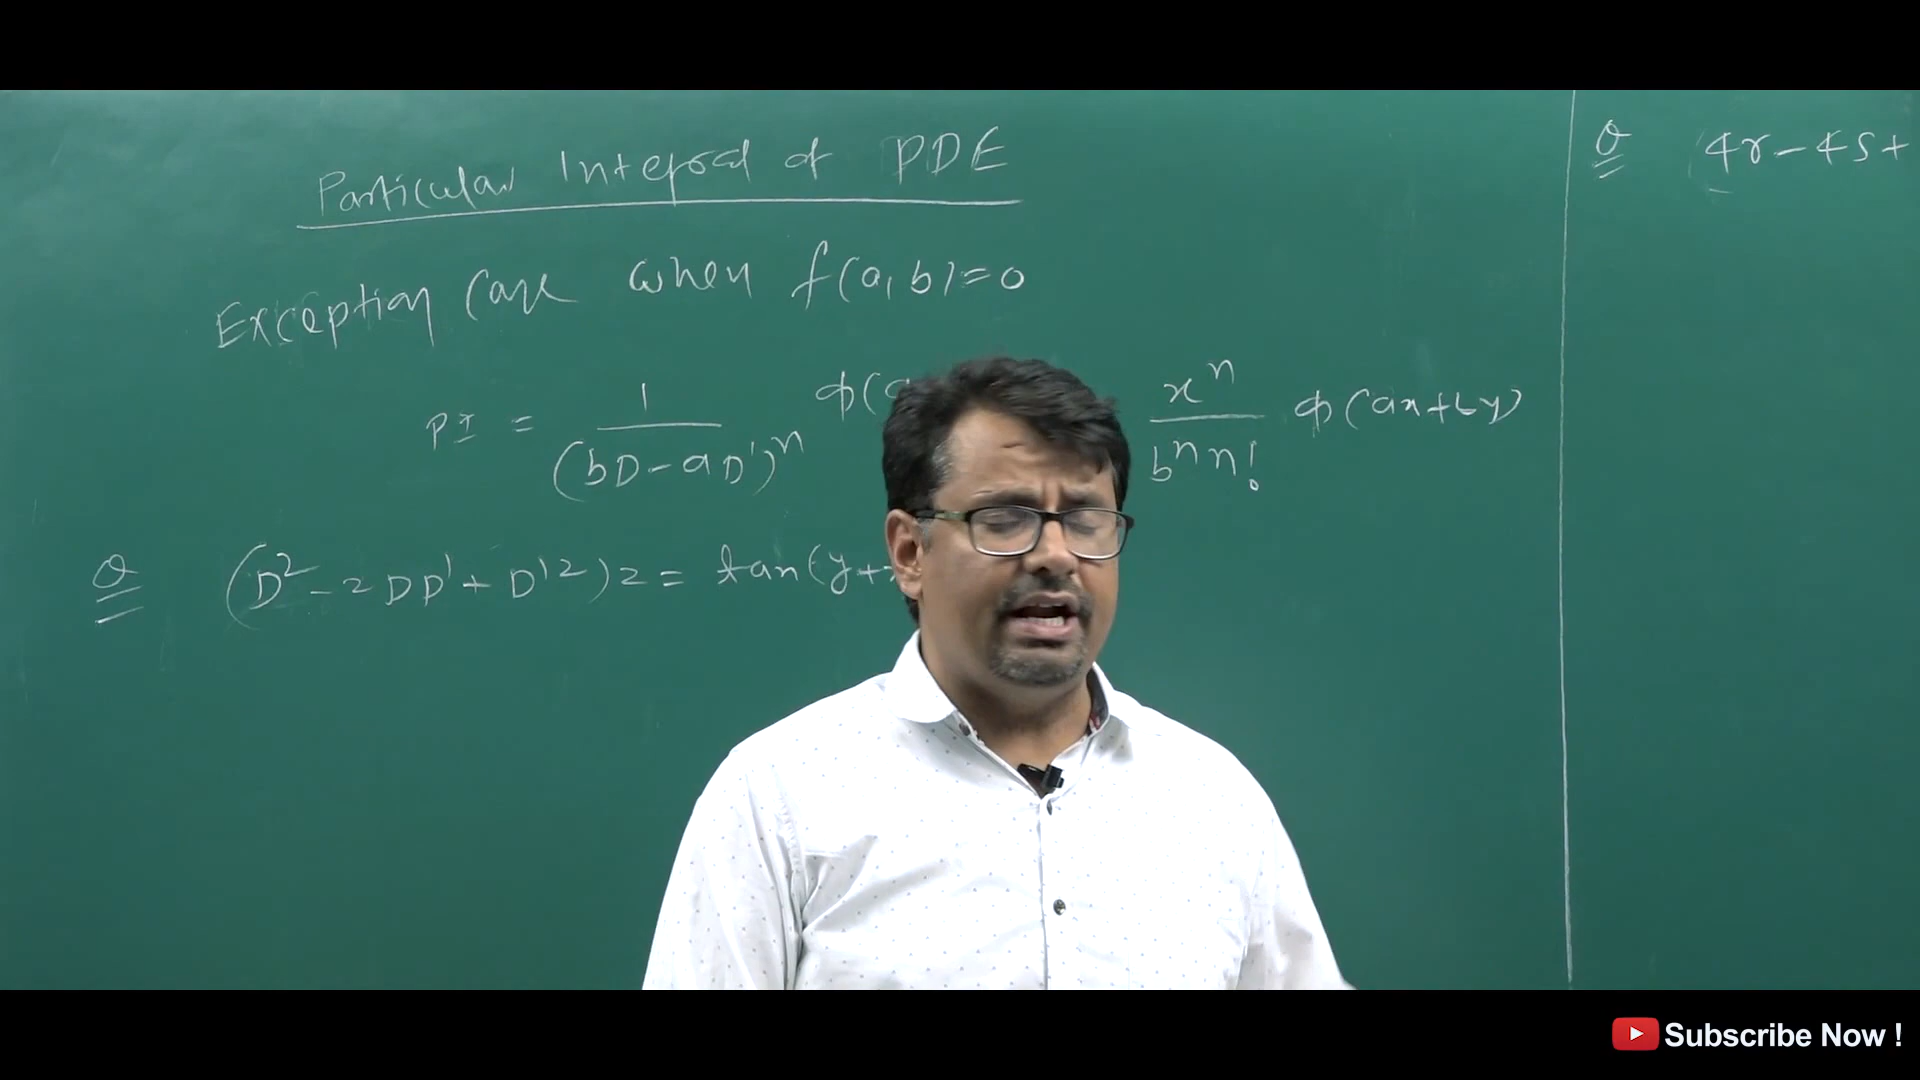 Particular Integral of PDE
Exception Case when f(a, b) = 0
PI = 1 / (bD - aD')^n φ(a x^n / b^n n! φ(ax+by)
Q (D² - 2DD' + D'²) z = tan(y+
Q 4r - 4s +
Subscribe Now !